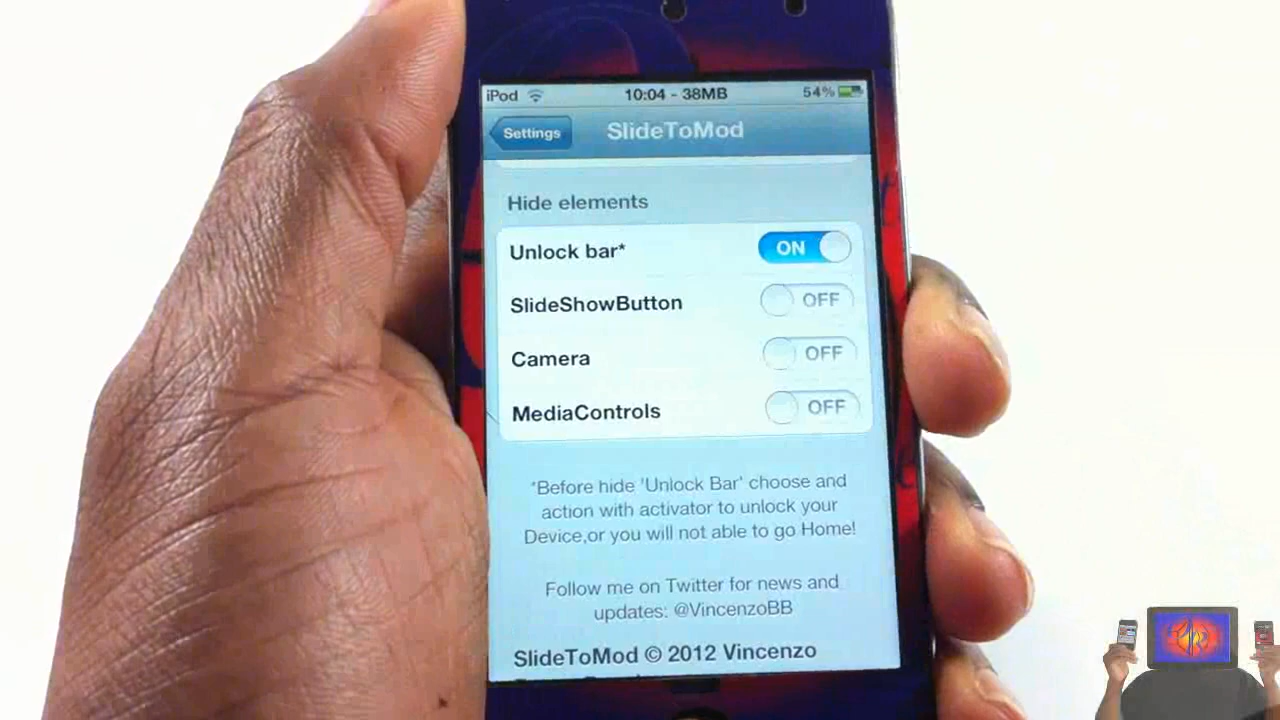 iPod 10:04 - 38MB 54%
Settings SlideToMod
Hide elements
Unlock bar* ON
SlideShowButton OFF
Camera OFF
MediaControls OFF
*Before hide 'Unlock Bar' choose and
action with activator to unlock your
Device,or you will not able to go Home!
Follow me on Twitter for news and
updates: @VincenzoBB
SlideToMod © 2012 Vincenzo